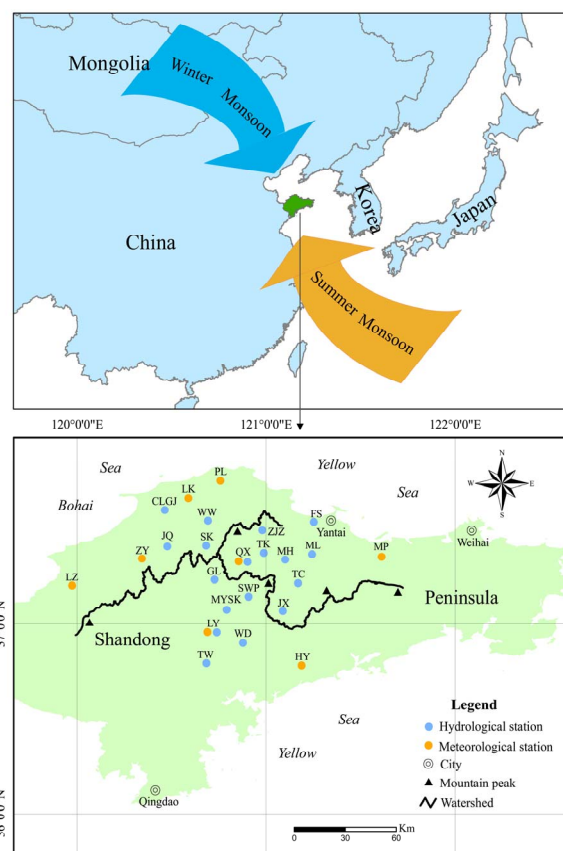 Mongolia
Winter Monsoon
Korea
Japan
China
Summer Monsoon
120°0'0"E 121°0'0"E 122°0'0"E
Sea
PL
Yellow
N
LK
W E
CLGJ
Sea
S
Bohai
WW
FS
Yantai
ZJZ
Weihai
JQ
SK
TK
ZY
QX
MH
ML
MP
LZ
GL
TC
SWP
Peninsula
MYSK
JX
Shandong
LY
WD
TW
HY
Legend
Sea
Hydrological station
Meteorological station
Yellow
City
Mountain peak
Qingdao
Watershed
Km
0 30 60